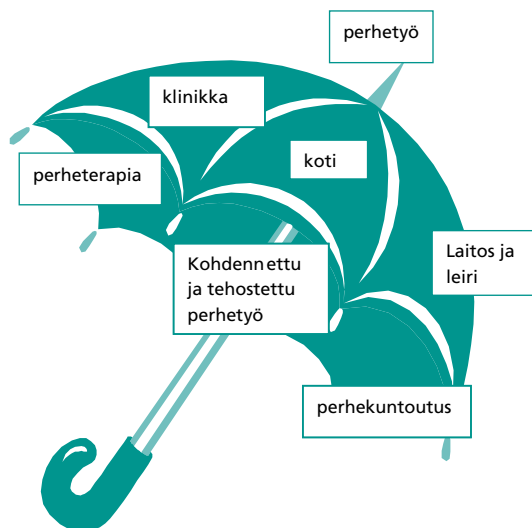 perhetyö
klinikka
koti
perheterapia
Laitos ja
leiri
Kohdennettu
ja tehostettu
perhetyö
perhekuntoutus